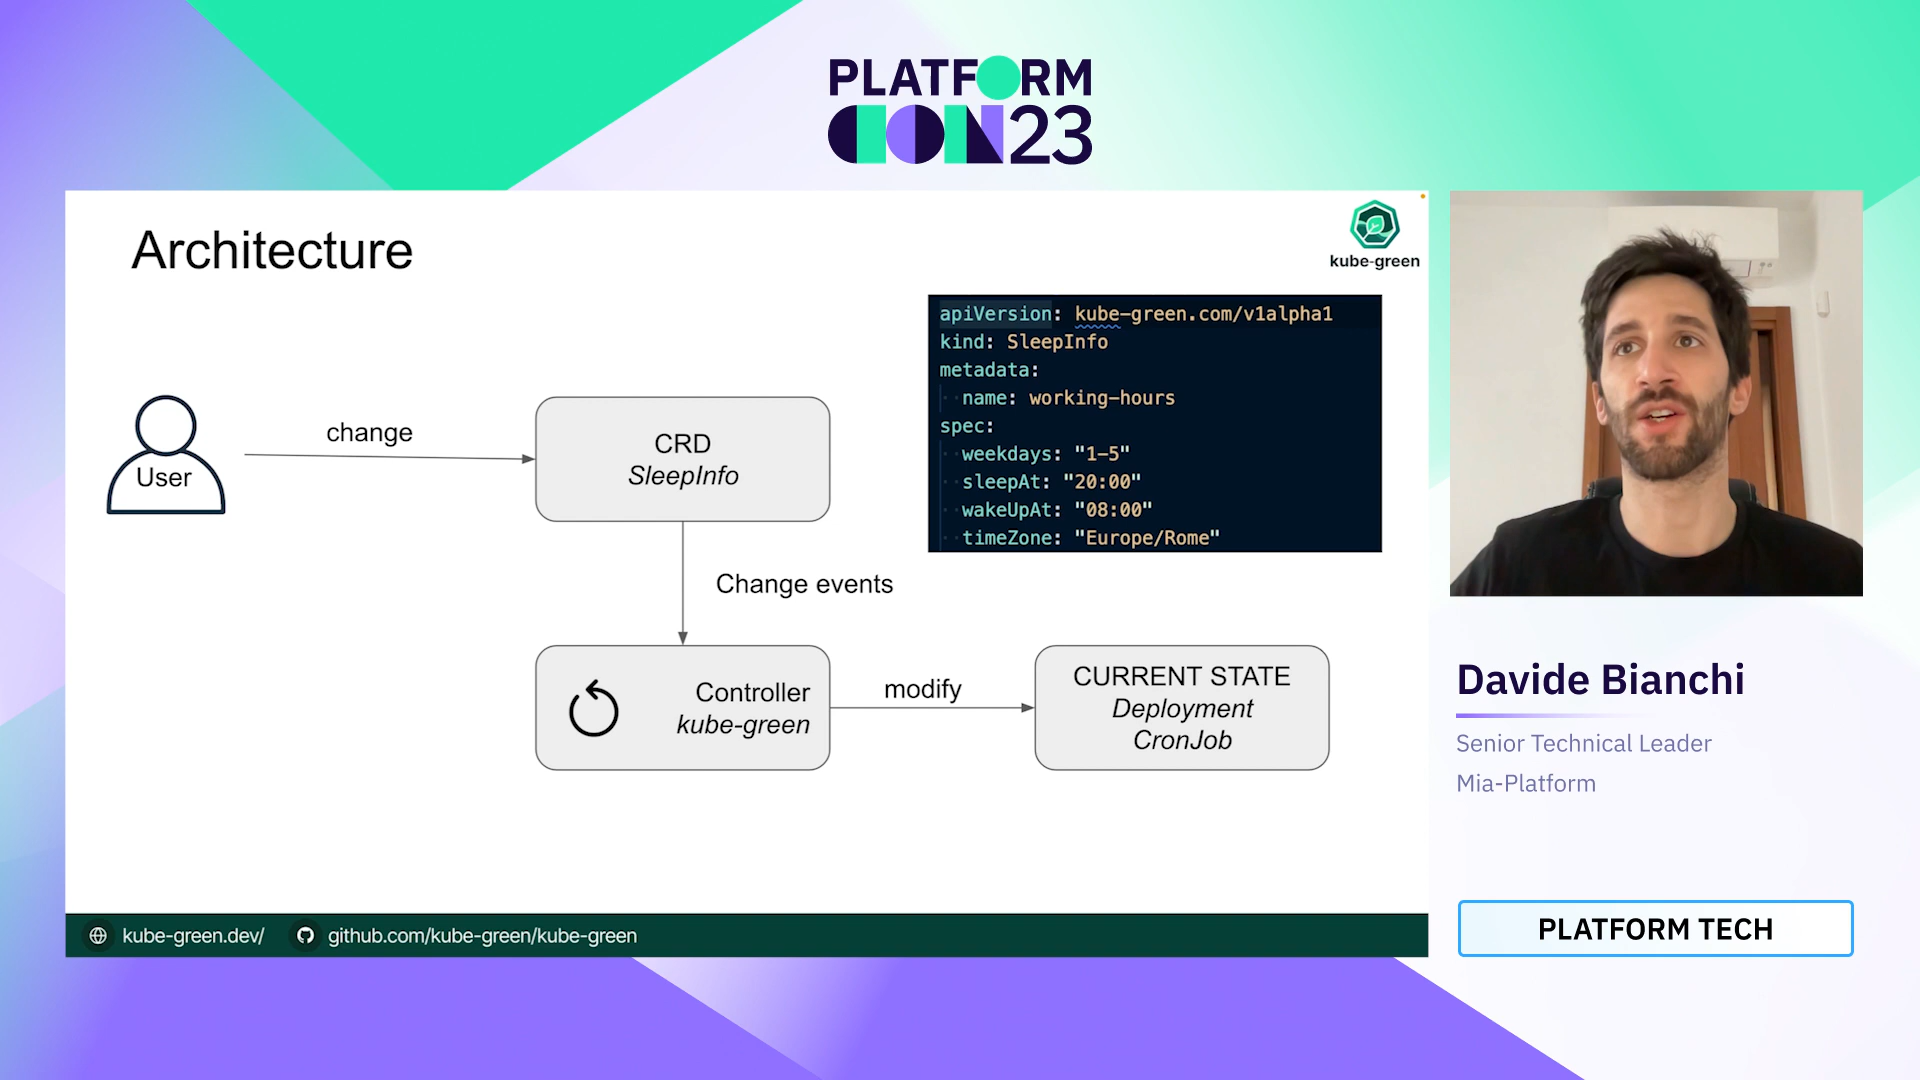 PLATFORM
CON23
Architecture
kube-green
apiVersion: kube-green.com/v1alpha1
kind: SleepInfo
metadata:
name: working-hours
spec:
weekdays: "1-5"
sleepAt: "20:00"
wakeUpAt: "08:00"
timeZone: "Europe/Rome"
User
change
CRD
SleepInfo
Change events
Controller
kube-green
modify
CURRENT STATE
Deployment
CronJob
kube-green.dev/
github.com/kube-green/kube-green
Davide Bianchi
Senior Technical Leader
Mia-Platform
PLATFORM TECH